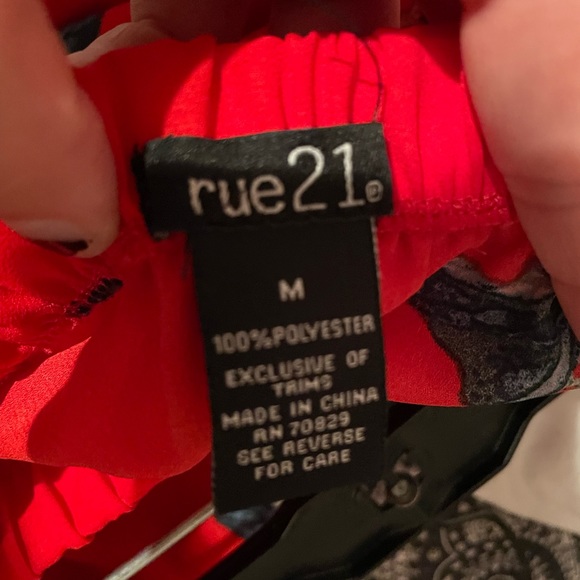 rue21®
M
100% POLYESTER
EXCLUSIVE OF
TRIMS
MADE IN CHINA
RN 70829
SEE REVERSE
FOR CARE